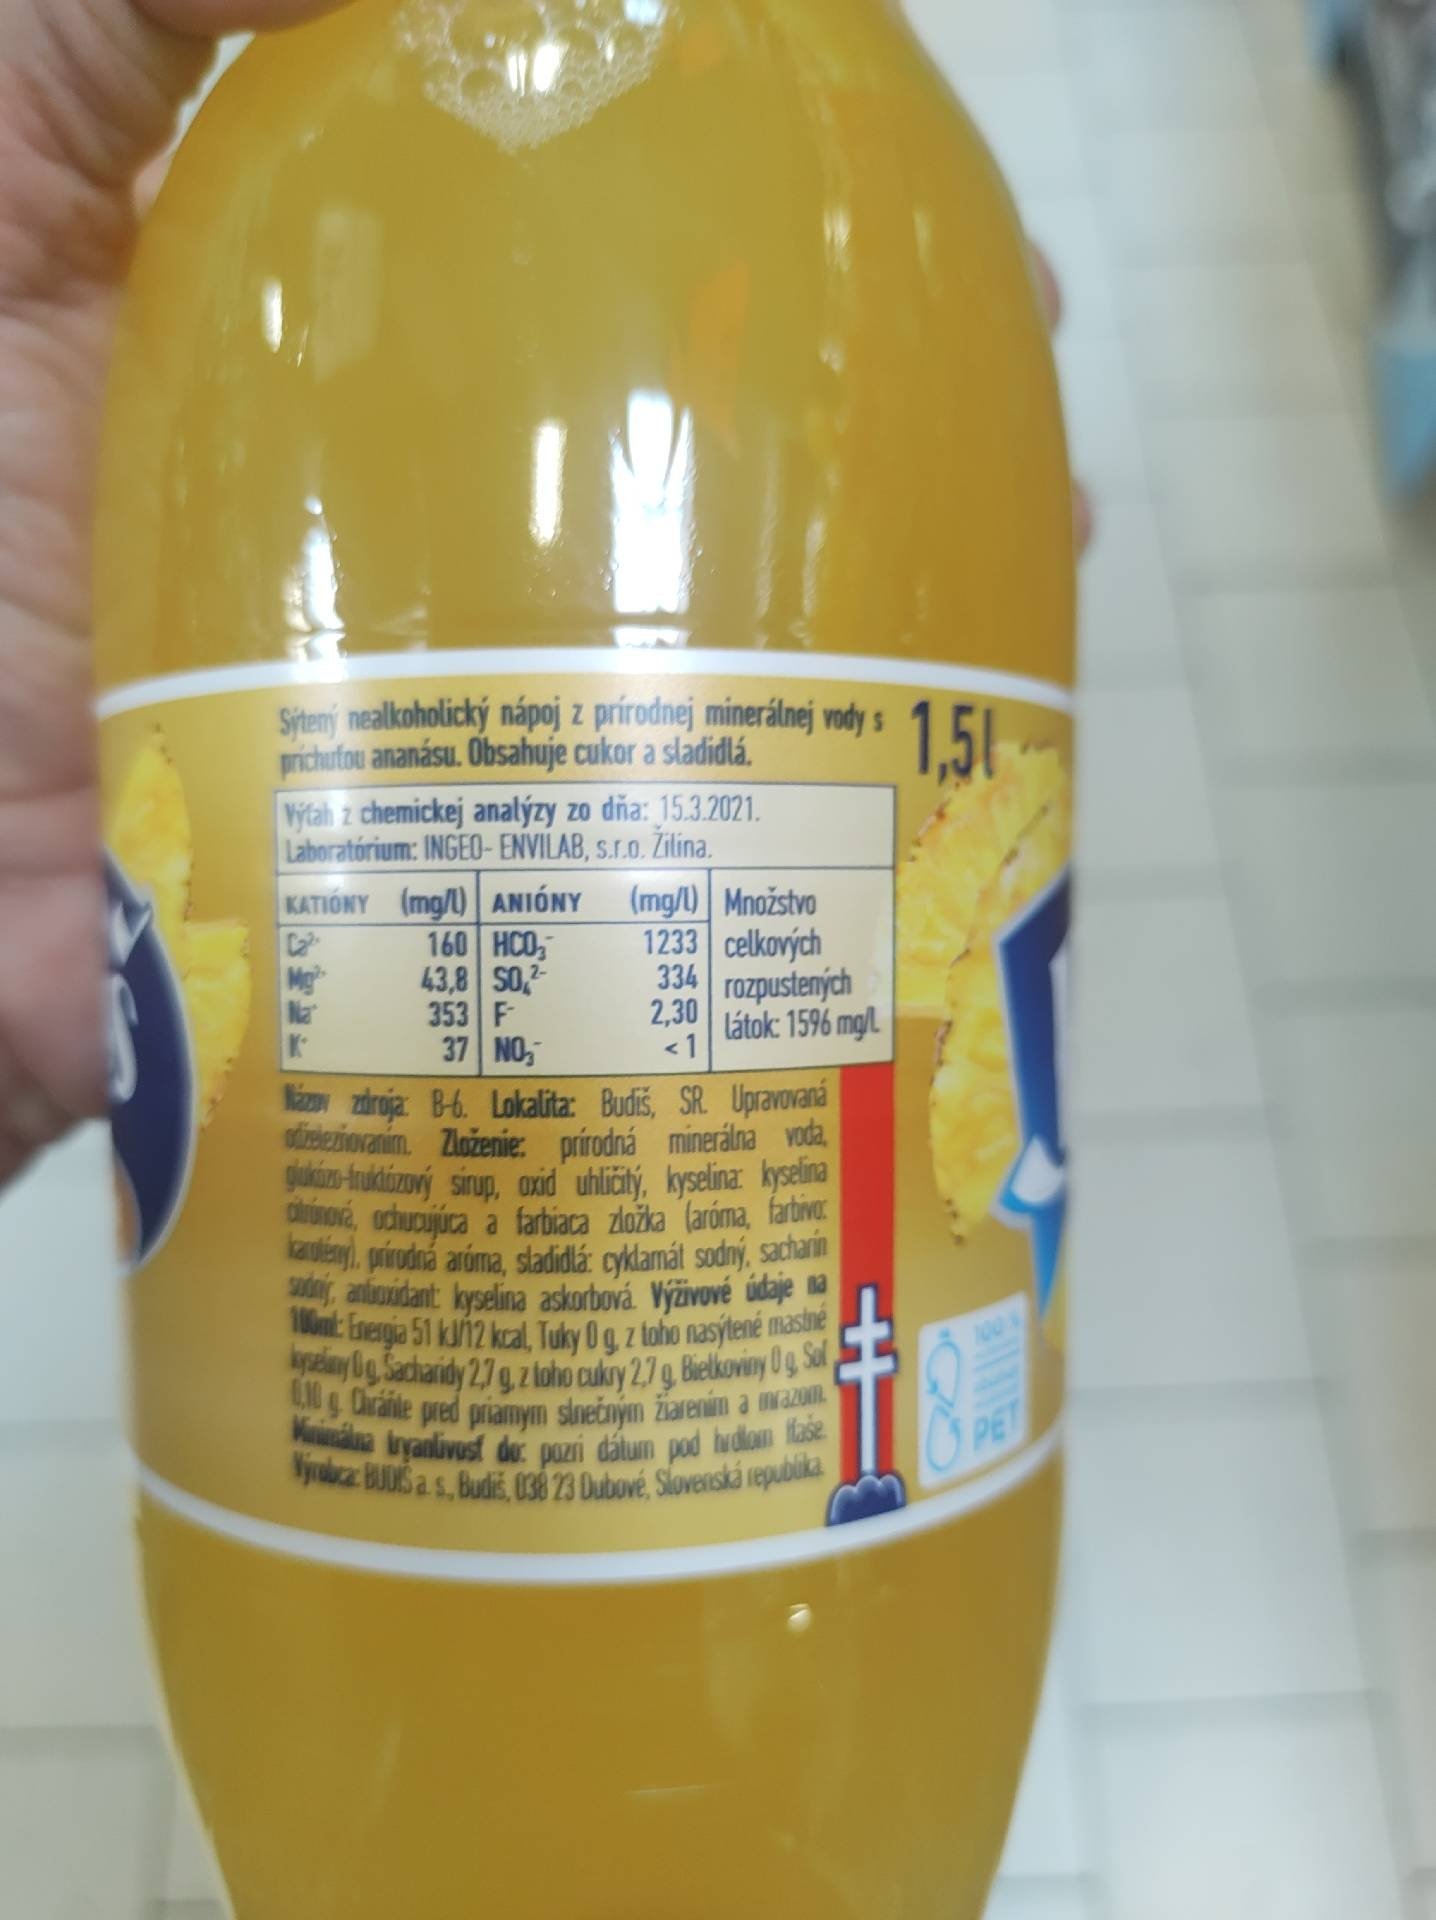 Sýtený nealkoholický nápoj z prírodnej minerálnej vody s
príchuťou ananásu. Obsahuje cukor a sladidlá.
1,5 l
Výťah z chemickej analýzy zo dňa: 15.3.2021.
Laboratórium: INGEO- ENVILAB, s.r.o. Žilina.
KATIÓNY (mg/l) ANIÓNY (mg/l) Množstvo
Ca²⁺ 160 HCO₃⁻ 1233 celkových
Mg²⁺ 43,8 SO₄²⁻ 334 rozpustených
Na⁺ 353 F⁻ 2,30 látok: 1596 mg/l.
K⁺ 37 NO₃⁻ < 1
Názov zdroja: B-6. Lokalita: Budiš, SR. Upravovaná
odželezňovaním. Zloženie: prírodná minerálna voda,
glukózo-fruktózový sirup, oxid uhličitý, kyselina: kyselina
citrónová, ochucujúca a farbiaca zložka (aróma, farbivo:
karotény), prírodná aróma, sladidlá: cyklamát sodný, sacharín
sodný, antioxidant: kyselina askorbová. Výživové údaje na
100ml: Energia 51 kJ/12 kcal, Tuky 0 g, z toho nasýtené mastné
kyseliny 0 g, Sacharidy 2,7 g, z toho cukry 2,7 g, Bielkoviny 0 g, Soľ
0,10 g. Chráňte pred priamym slnečným žiarením a mrazom.
Minimálna trvanlivosť do: pozri dátum pod hrdlom fľaše.
Výrobca: BUDIŠ a. s., Budiš, 038 23 Dubové, Slovenská republika.
100 %
PET